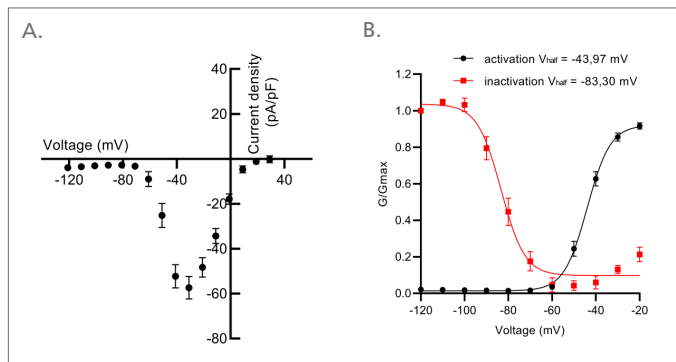 A.
40
20
Current density
(pA/pF)
Voltage (mV)
-120
-80
-40
40
-20
-40
-60
-80
B.
activation Vhalf = -43,97 mV
inactivation Vhalf = -83,30 mV
1.2
1.0
0.8
0.6
0.4
0.2
0.0
G/Gmax
-120
-100
-80
-60
-40
-20
Voltage (mV)